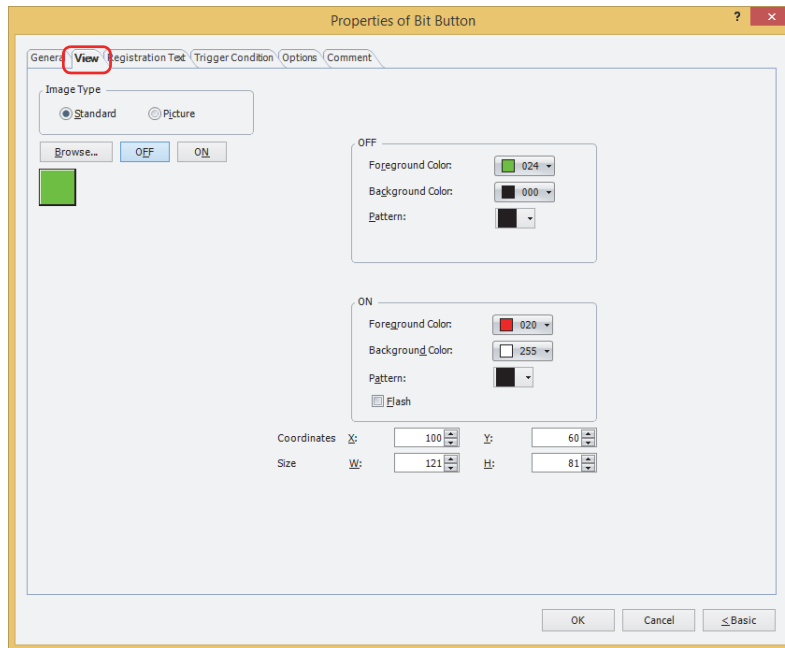 Properties of Bit Button
?
General View Registration Text Trigger Condition Options Comment
Image Type
Standard Picture
Browse... OFF ON
OFF
Foreground Color: 024
Background Color: 000
Pattern:
ON
Foreground Color: 020
Background Color: 255
Pattern:
Flash
Coordinates X: 100 Y: 60
Size W: 121 H: 81
OK Cancel < Basic